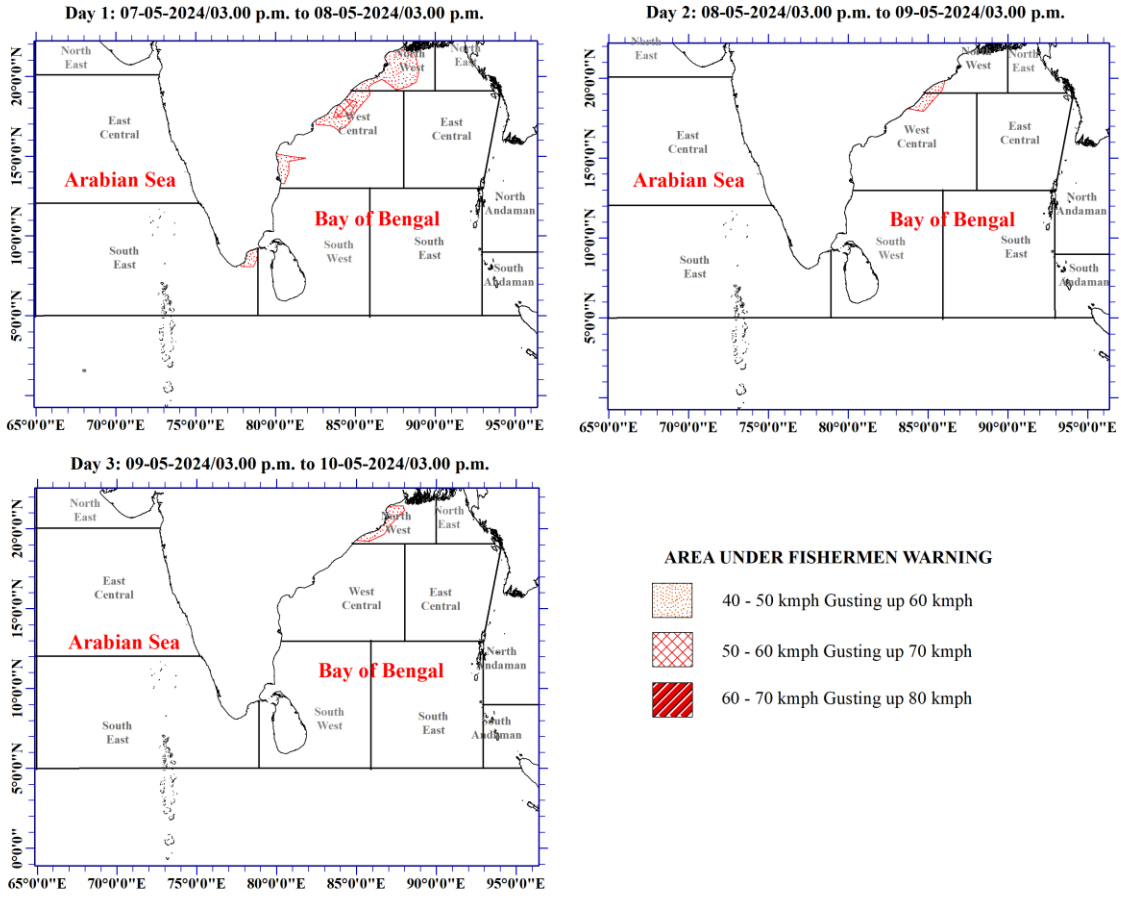 Day 1: 07-05-2024/03.00 p.m. to 08-05-2024/03.00 p.m.
North
East
North
West
North
East
East
Central
West
Central
East
Central
Arabian Sea
Bay of Bengal
North
Andaman
South
East
South
West
South
East
South
Andaman
20°0'0"N
15°0'0"N
10°0'0"N
5°0'0"N
65°0'0"E
70°0'0"E
75°0'0"E
80°0'0"E
85°0'0"E
90°0'0"E
95°0'0"E
Day 2: 08-05-2024/03.00 p.m. to 09-05-2024/03.00 p.m.
North
East
North
West
North
East
East
Central
West
Central
East
Central
Arabian Sea
Bay of Bengal
North
Andaman
South
East
South
West
South
East
South
Andaman
20°0'0"N
15°0'0"N
10°0'0"N
5°0'0"N
65°0'0"E
70°0'0"E
75°0'0"E
80°0'0"E
85°0'0"E
90°0'0"E
95°0'0"E
Day 3: 09-05-2024/03.00 p.m. to 10-05-2024/03.00 p.m.
North
East
North
West
North
East
East
Central
West
Central
East
Central
Arabian Sea
Bay of Bengal
North
Andaman
South
East
South
West
South
East
South
Andaman
20°0'0"N
15°0'0"N
10°0'0"N
5°0'0"N
0°0'0"
65°0'0"E
70°0'0"E
75°0'0"E
80°0'0"E
85°0'0"E
90°0'0"E
95°0'0"E
AREA UNDER FISHERMEN WARNING
40 - 50 kmph Gusting up 60 kmph
50 - 60 kmph Gusting up 70 kmph
60 - 70 kmph Gusting up 80 kmph